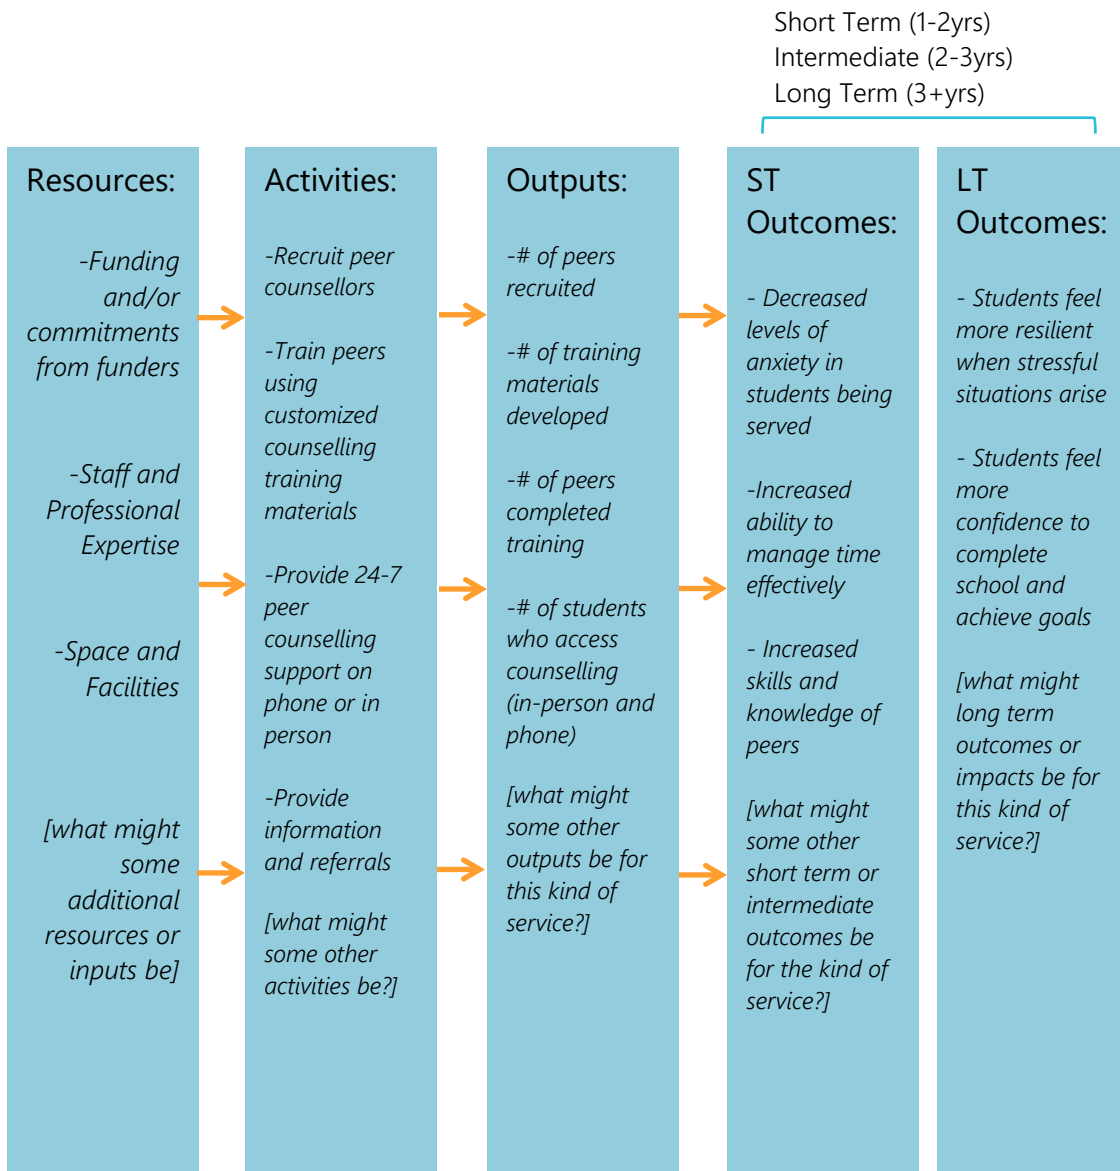 Short Term (1-2yrs)
Intermediate (2-3yrs)
Long Term (3+yrs)
Resources:
-Funding
and/or
commitments
from funders
-Staff and
Professional
Expertise
-Space and
Facilities
[what might
some
additional
resources or
inputs be]
Activities:
-Recruit peer
counsellors
-Train peers
using
customized
counselling
training
materials
-Provide 24-7
peer
counselling
support on
phone or in
person
-Provide
information
and referrals
[what might
some other
activities be?]
Outputs:
-# of peers
recruited
-# of training
materials
developed
-# of peers
completed
training
-# of students
who access
counselling
(in-person and
phone)
[what might
some other
outputs be for
this kind of
service?]
ST
Outcomes:
- Decreased
levels of
anxiety in
students being
served
-Increased
ability to
manage time
effectively
- Increased
skills and
knowledge of
peers
[what might
some other
short term or
intermediate
outcomes be
for the kind of
service?]
LT
Outcomes:
- Students feel
more resilient
when stressful
situations arise
- Students feel
more
confidence to
complete
school and
achieve goals
[what might
long term
outcomes or
impacts be for
this kind of
service?]